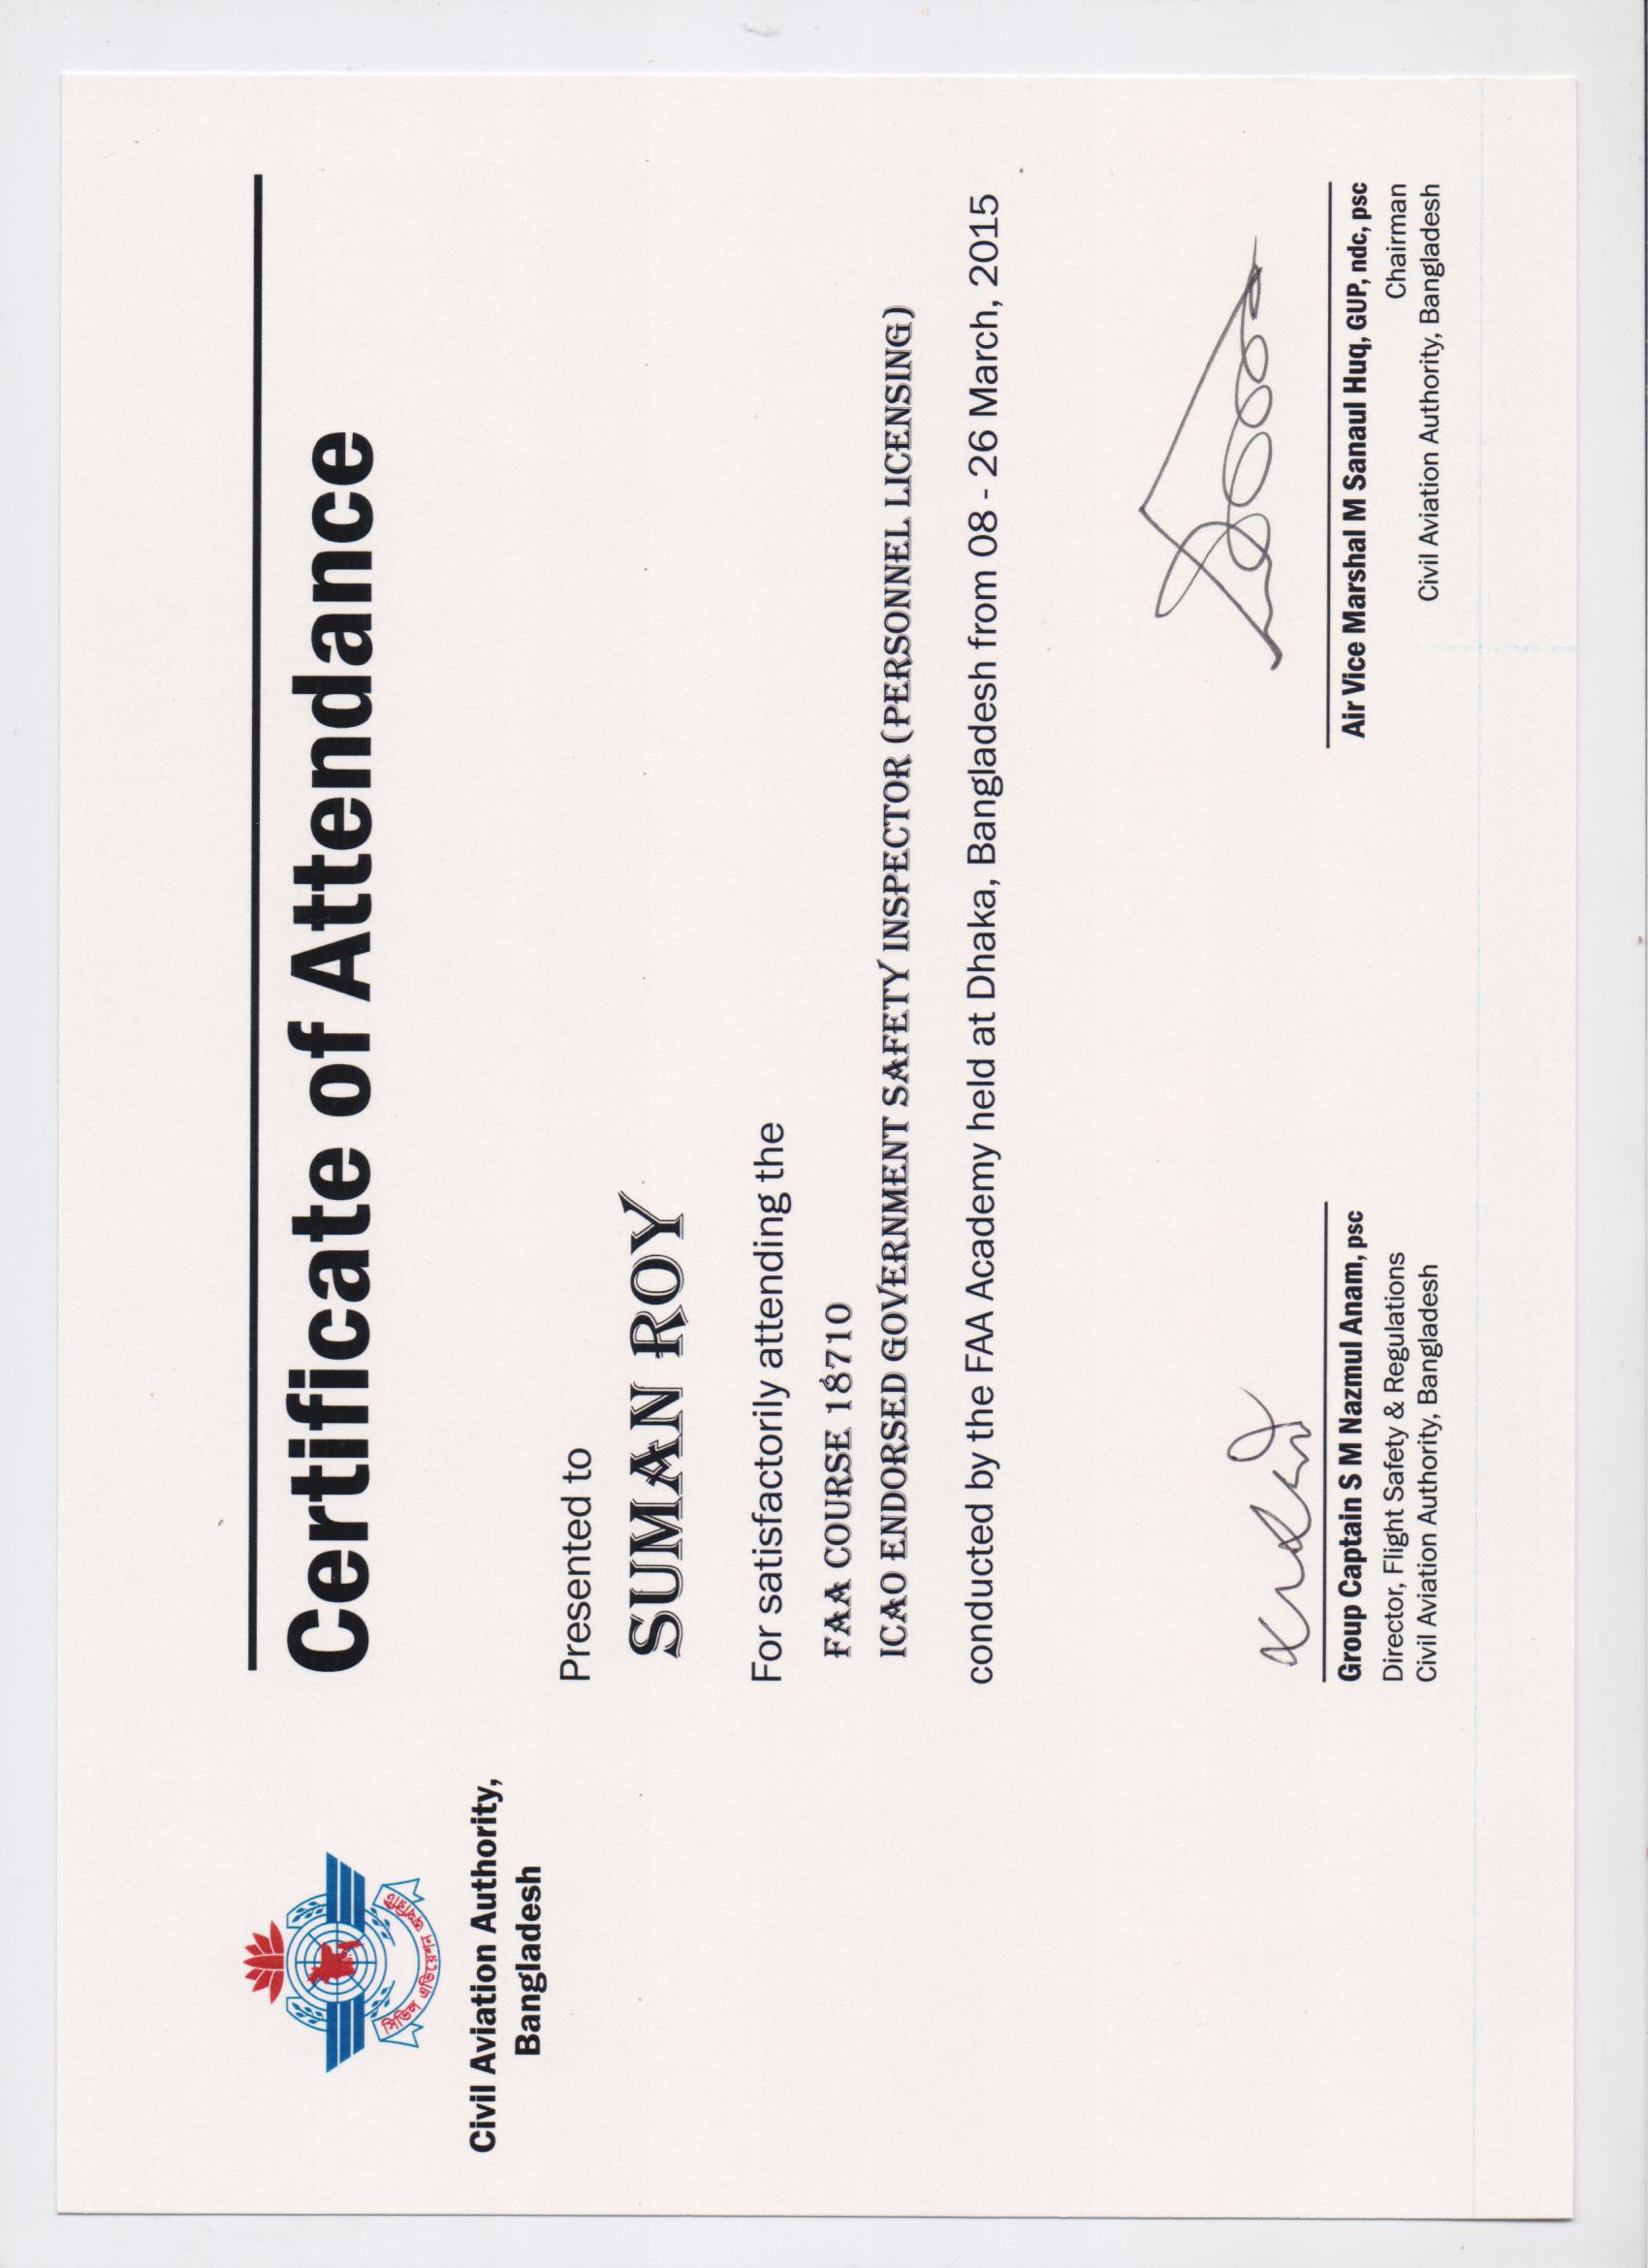 Certificate of Attendance
সিভিল এভিয়েশন অথরিটি
Civil Aviation Authority,
Bangladesh
Presented to
SUMAN ROY
For satisfactorily attending the
FAA COURSE 18710
ICAO ENDORSED GOVERNMENT SAFETY INSPECTOR (PERSONNEL LICENSING)
conducted by the FAA Academy held at Dhaka, Bangladesh from 08 - 26 March, 2015
Group Captain S M Nazmul Anam, psc
Director, Flight Safety & Regulations
Civil Aviation Authority, Bangladesh
Air Vice Marshal M Sanaul Huq, GUP, ndc, psc
Chairman
Civil Aviation Authority, Bangladesh